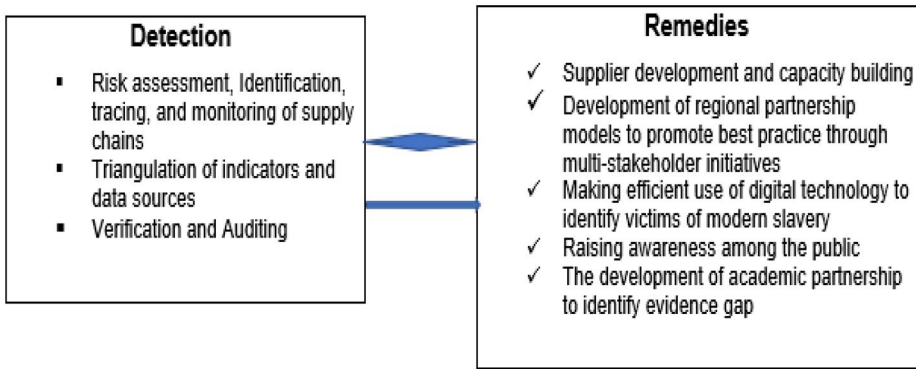 Detection
▪ Risk assessment, Identification,
tracing, and monitoring of supply
chains
▪ Triangulation of indicators and
data sources
▪ Verification and Auditing
Remedies
✓ Supplier development and capacity building
✓ Development of regional partnership
models to promote best practice through
multi-stakeholder initiatives
✓ Making efficient use of digital technology to
identify victims of modern slavery
✓ Raising awareness among the public
✓ The development of academic partnership
to identify evidence gap